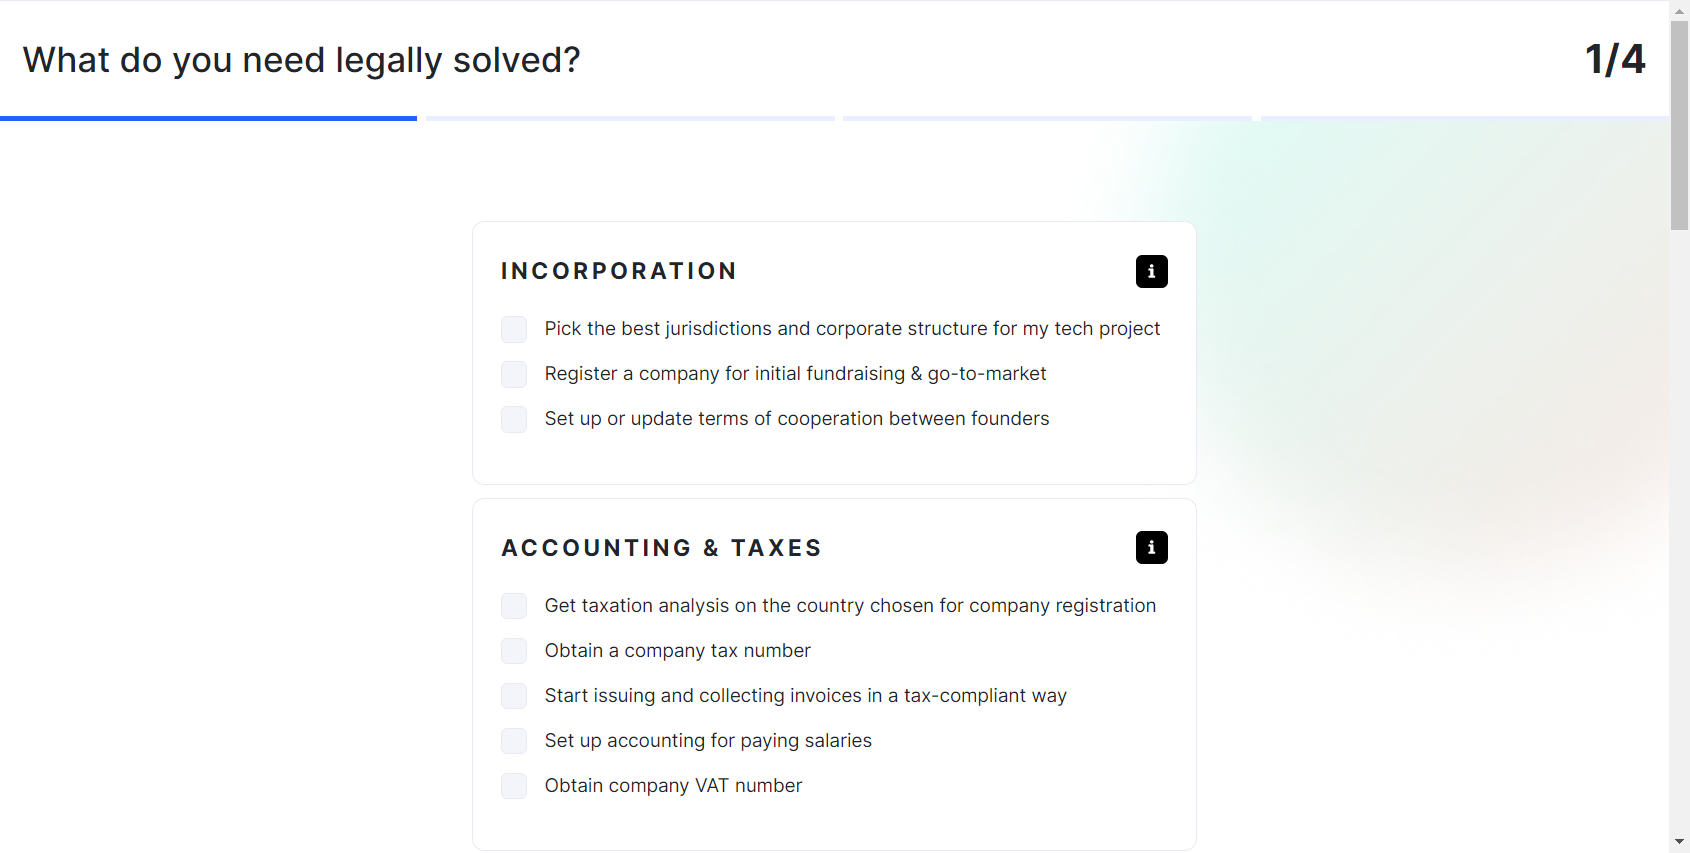 What do you need legally solved?
1/4
INCORPORATION
i
Pick the best jurisdictions and corporate structure for my tech project
Register a company for initial fundraising & go-to-market
Set up or update terms of cooperation between founders
ACCOUNTING & TAXES
i
Get taxation analysis on the country chosen for company registration
Obtain a company tax number
Start issuing and collecting invoices in a tax-compliant way
Set up accounting for paying salaries
Obtain company VAT number